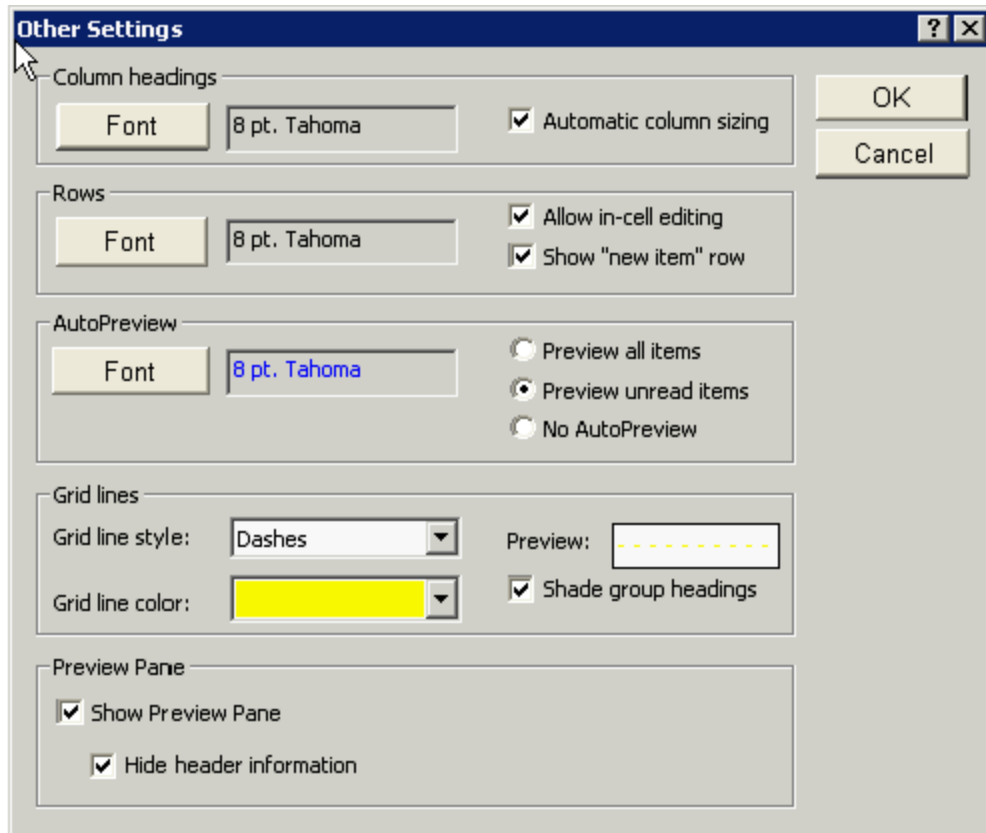 Other Settings
Column headings
Font
8 pt. Tahoma
Automatic column sizing
OK
Cancel
Rows
Font
8 pt. Tahoma
Allow in-cell editing
Show "new item" row
AutoPreview
Font
8 pt. Tahoma
Preview all items
Preview unread items
No AutoPreview
Grid lines
Grid line style:
Dashes
Preview:
Grid line color:
Shade group headings
Preview Pane
Show Preview Pane
Hide header information